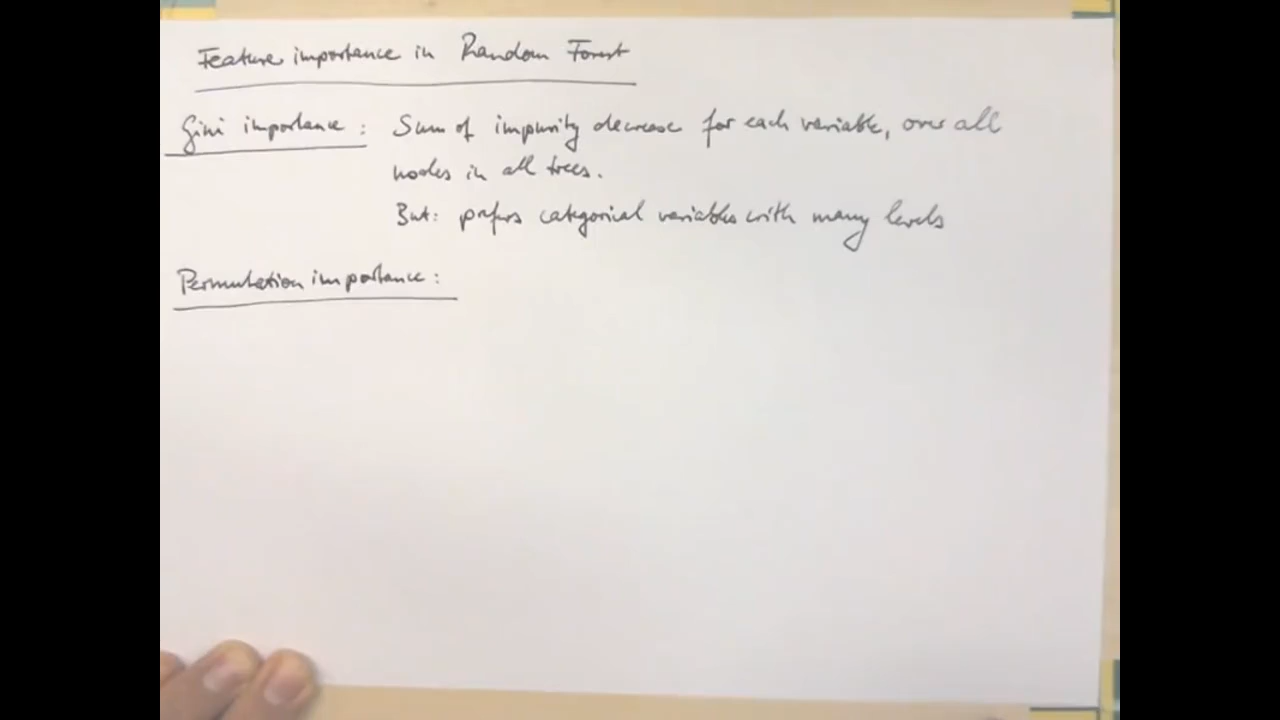 Feature importance in Random Forest
Gini importance : Sum of impurity decrease for each variable, over all
nodes in all trees.
But: prefers categorical variables with many levels
Permutation importance :